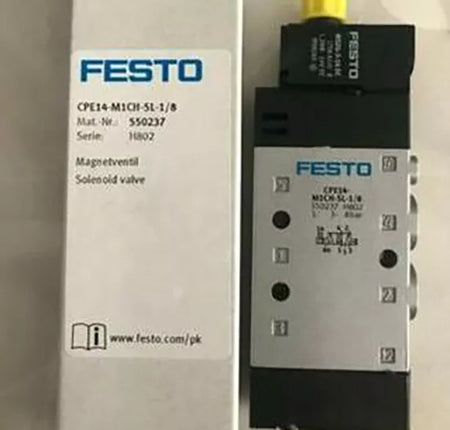 FESTO
CPE14-M1CH-5L-1/8
Mat.-Nr.: 550237
Serie: H802
Magnetventil
Solenoid valve
i www.festo.com/pk
FESTO
FESTO
CPE14-
M1CH-5L-1/8
550237 H802